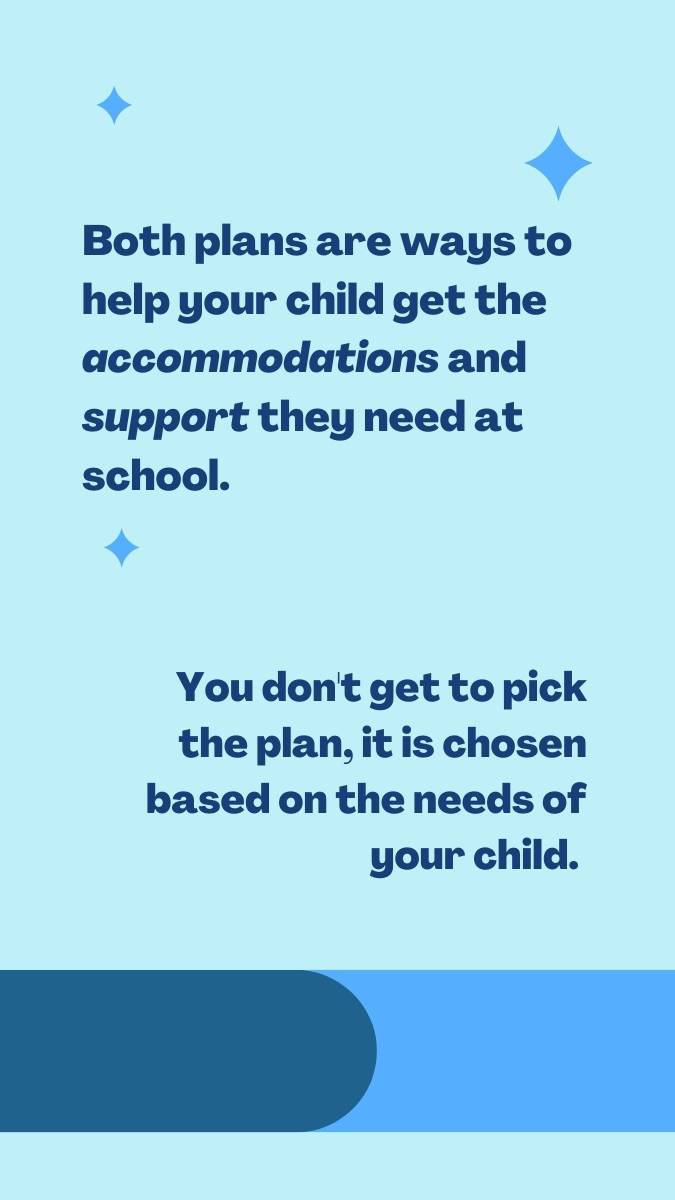 Both plans are ways to
help your child get the
accommodations and
support they need at
school.
You don't get to pick
the plan, it is chosen
based on the needs of
your child.